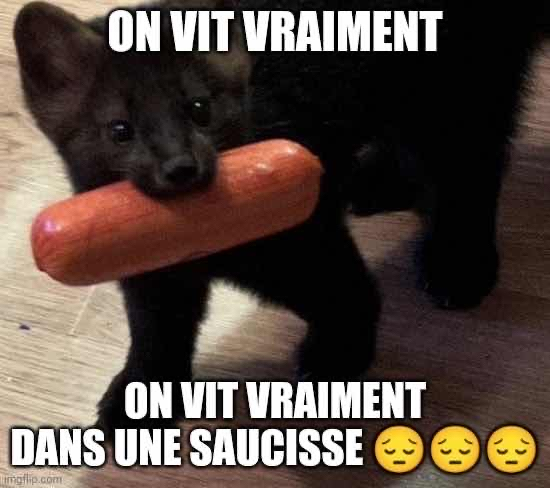 ON VIT VRAIMENT
ON VIT VRAIMENT
DANS UNE SAUCISSE 😔😔😔
imgflip.com